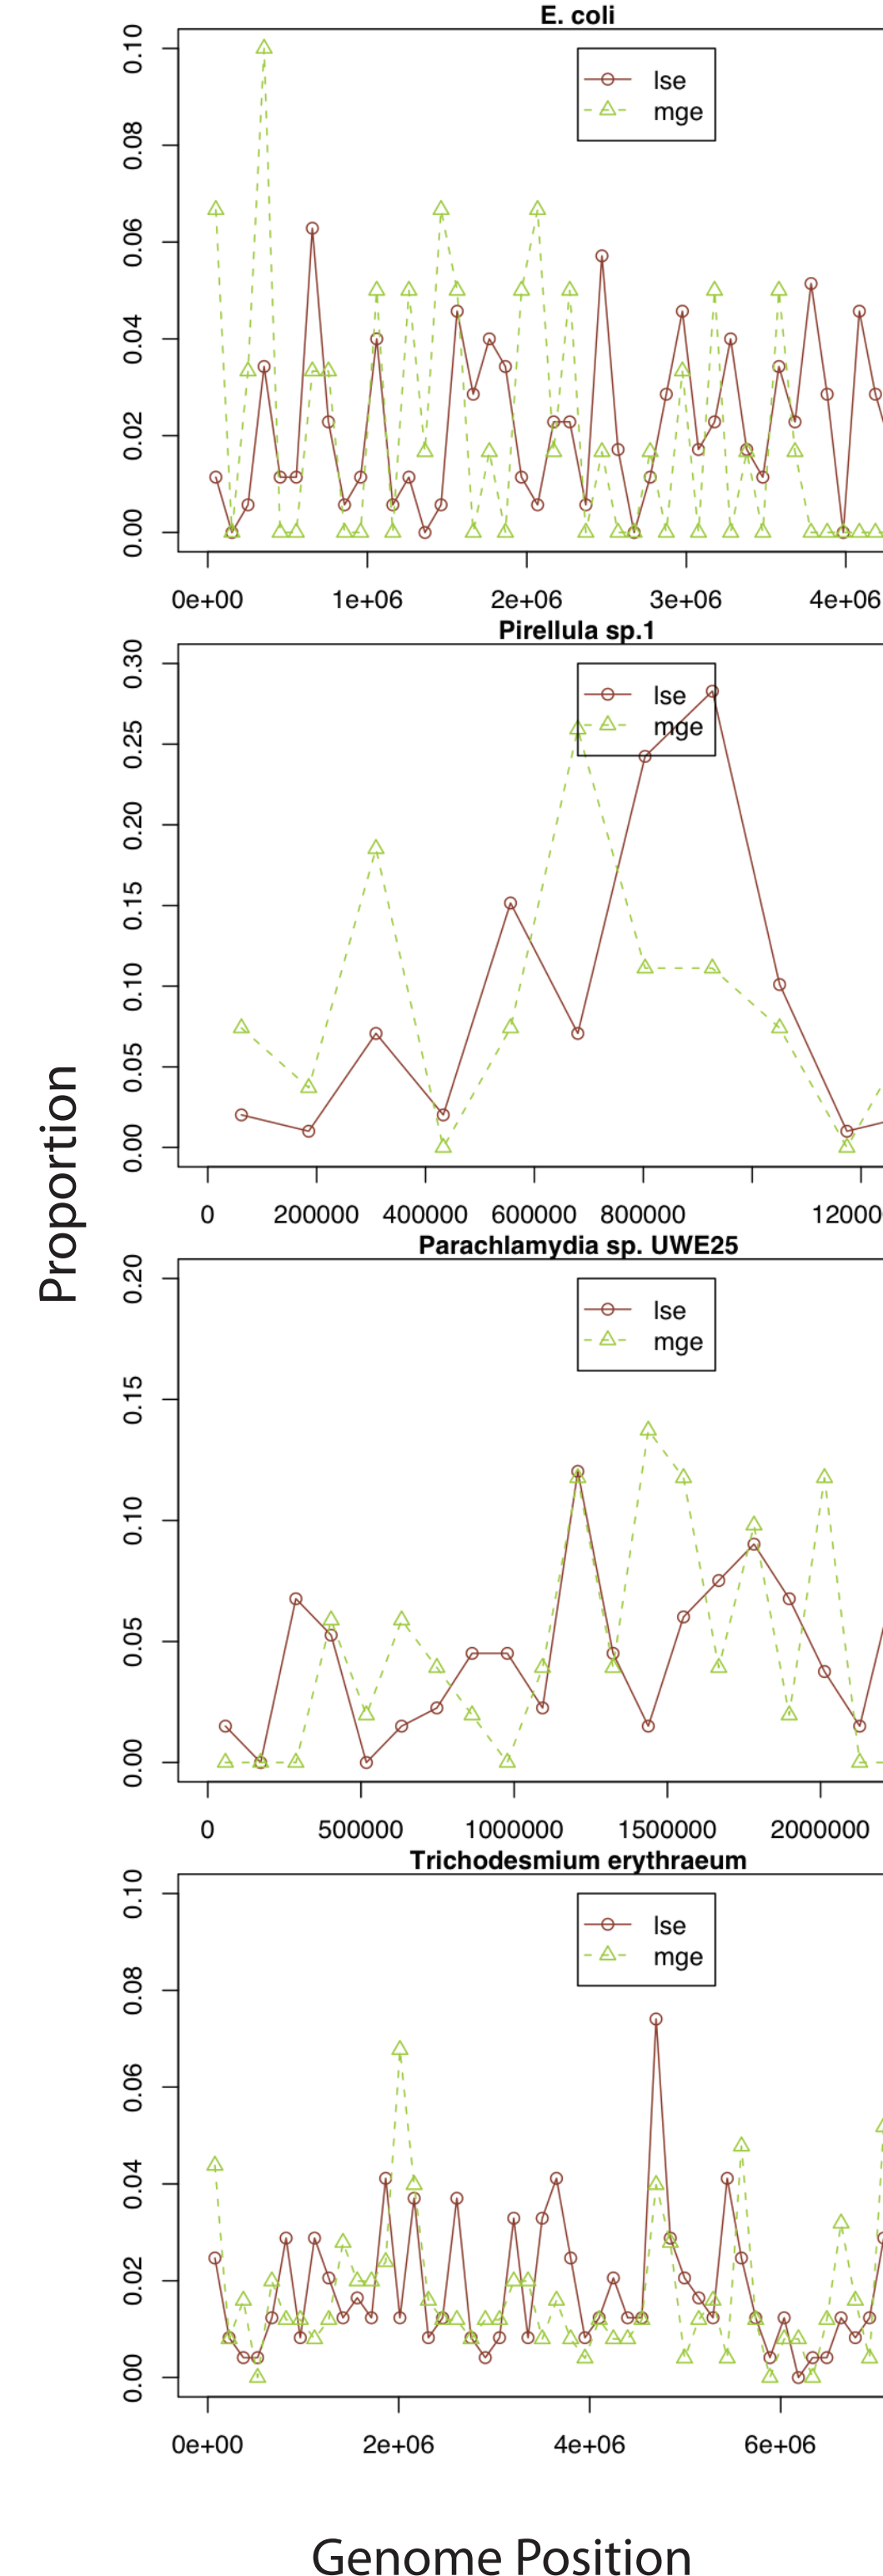 E. coli
lse
mge
0.10
0.08
0.06
0.04
0.02
0.00
0e+00 1e+06 2e+06 3e+06 4e+06
Pirellula sp.1
lse
mge
0.30
0.25
0.20
0.15
0.10
0.05
0.00
0 200000 400000 600000 800000 12000
Proportion
Parachlamydia sp. UWE25
lse
mge
0.20
0.15
0.10
0.05
0.00
0 500000 1000000 1500000 2000000
Trichodesmium erythraeum
lse
mge
0.10
0.08
0.06
0.04
0.02
0.00
0e+00 2e+06 4e+06 6e+06
Genome Position